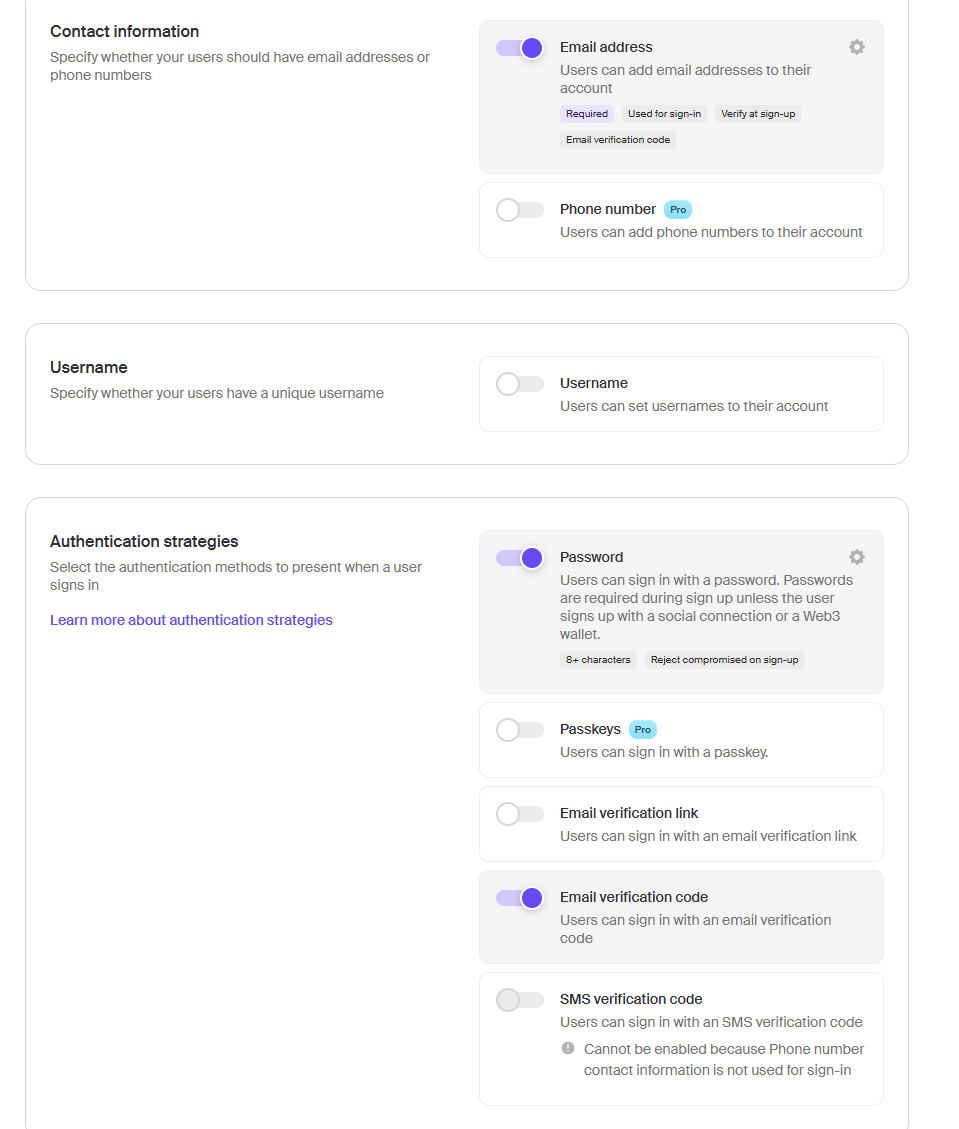 Contact information
Specify whether your users should have email addresses or
phone numbers
Email address
Users can add email addresses to their
account
Required
Used for sign-in
Verify at sign-up
Email verification code
Phone number
Pro
Users can add phone numbers to their account
Username
Specify whether your users have a unique username
Username
Users can set usernames to their account
Authentication strategies
Select the authentication methods to present when a user
signs in
Learn more about authentication strategies
Password
Users can sign in with a password. Passwords
are required during sign up unless the user
signs up with a social connection or a Web3
wallet.
8+ characters
Reject compromised on sign-up
Passkeys
Pro
Users can sign in with a passkey.
Email verification link
Users can sign in with an email verification link
Email verification code
Users can sign in with an email verification
code
SMS verification code
Users can sign in with an SMS verification code
Cannot be enabled because Phone number
contact information is not used for sign-in